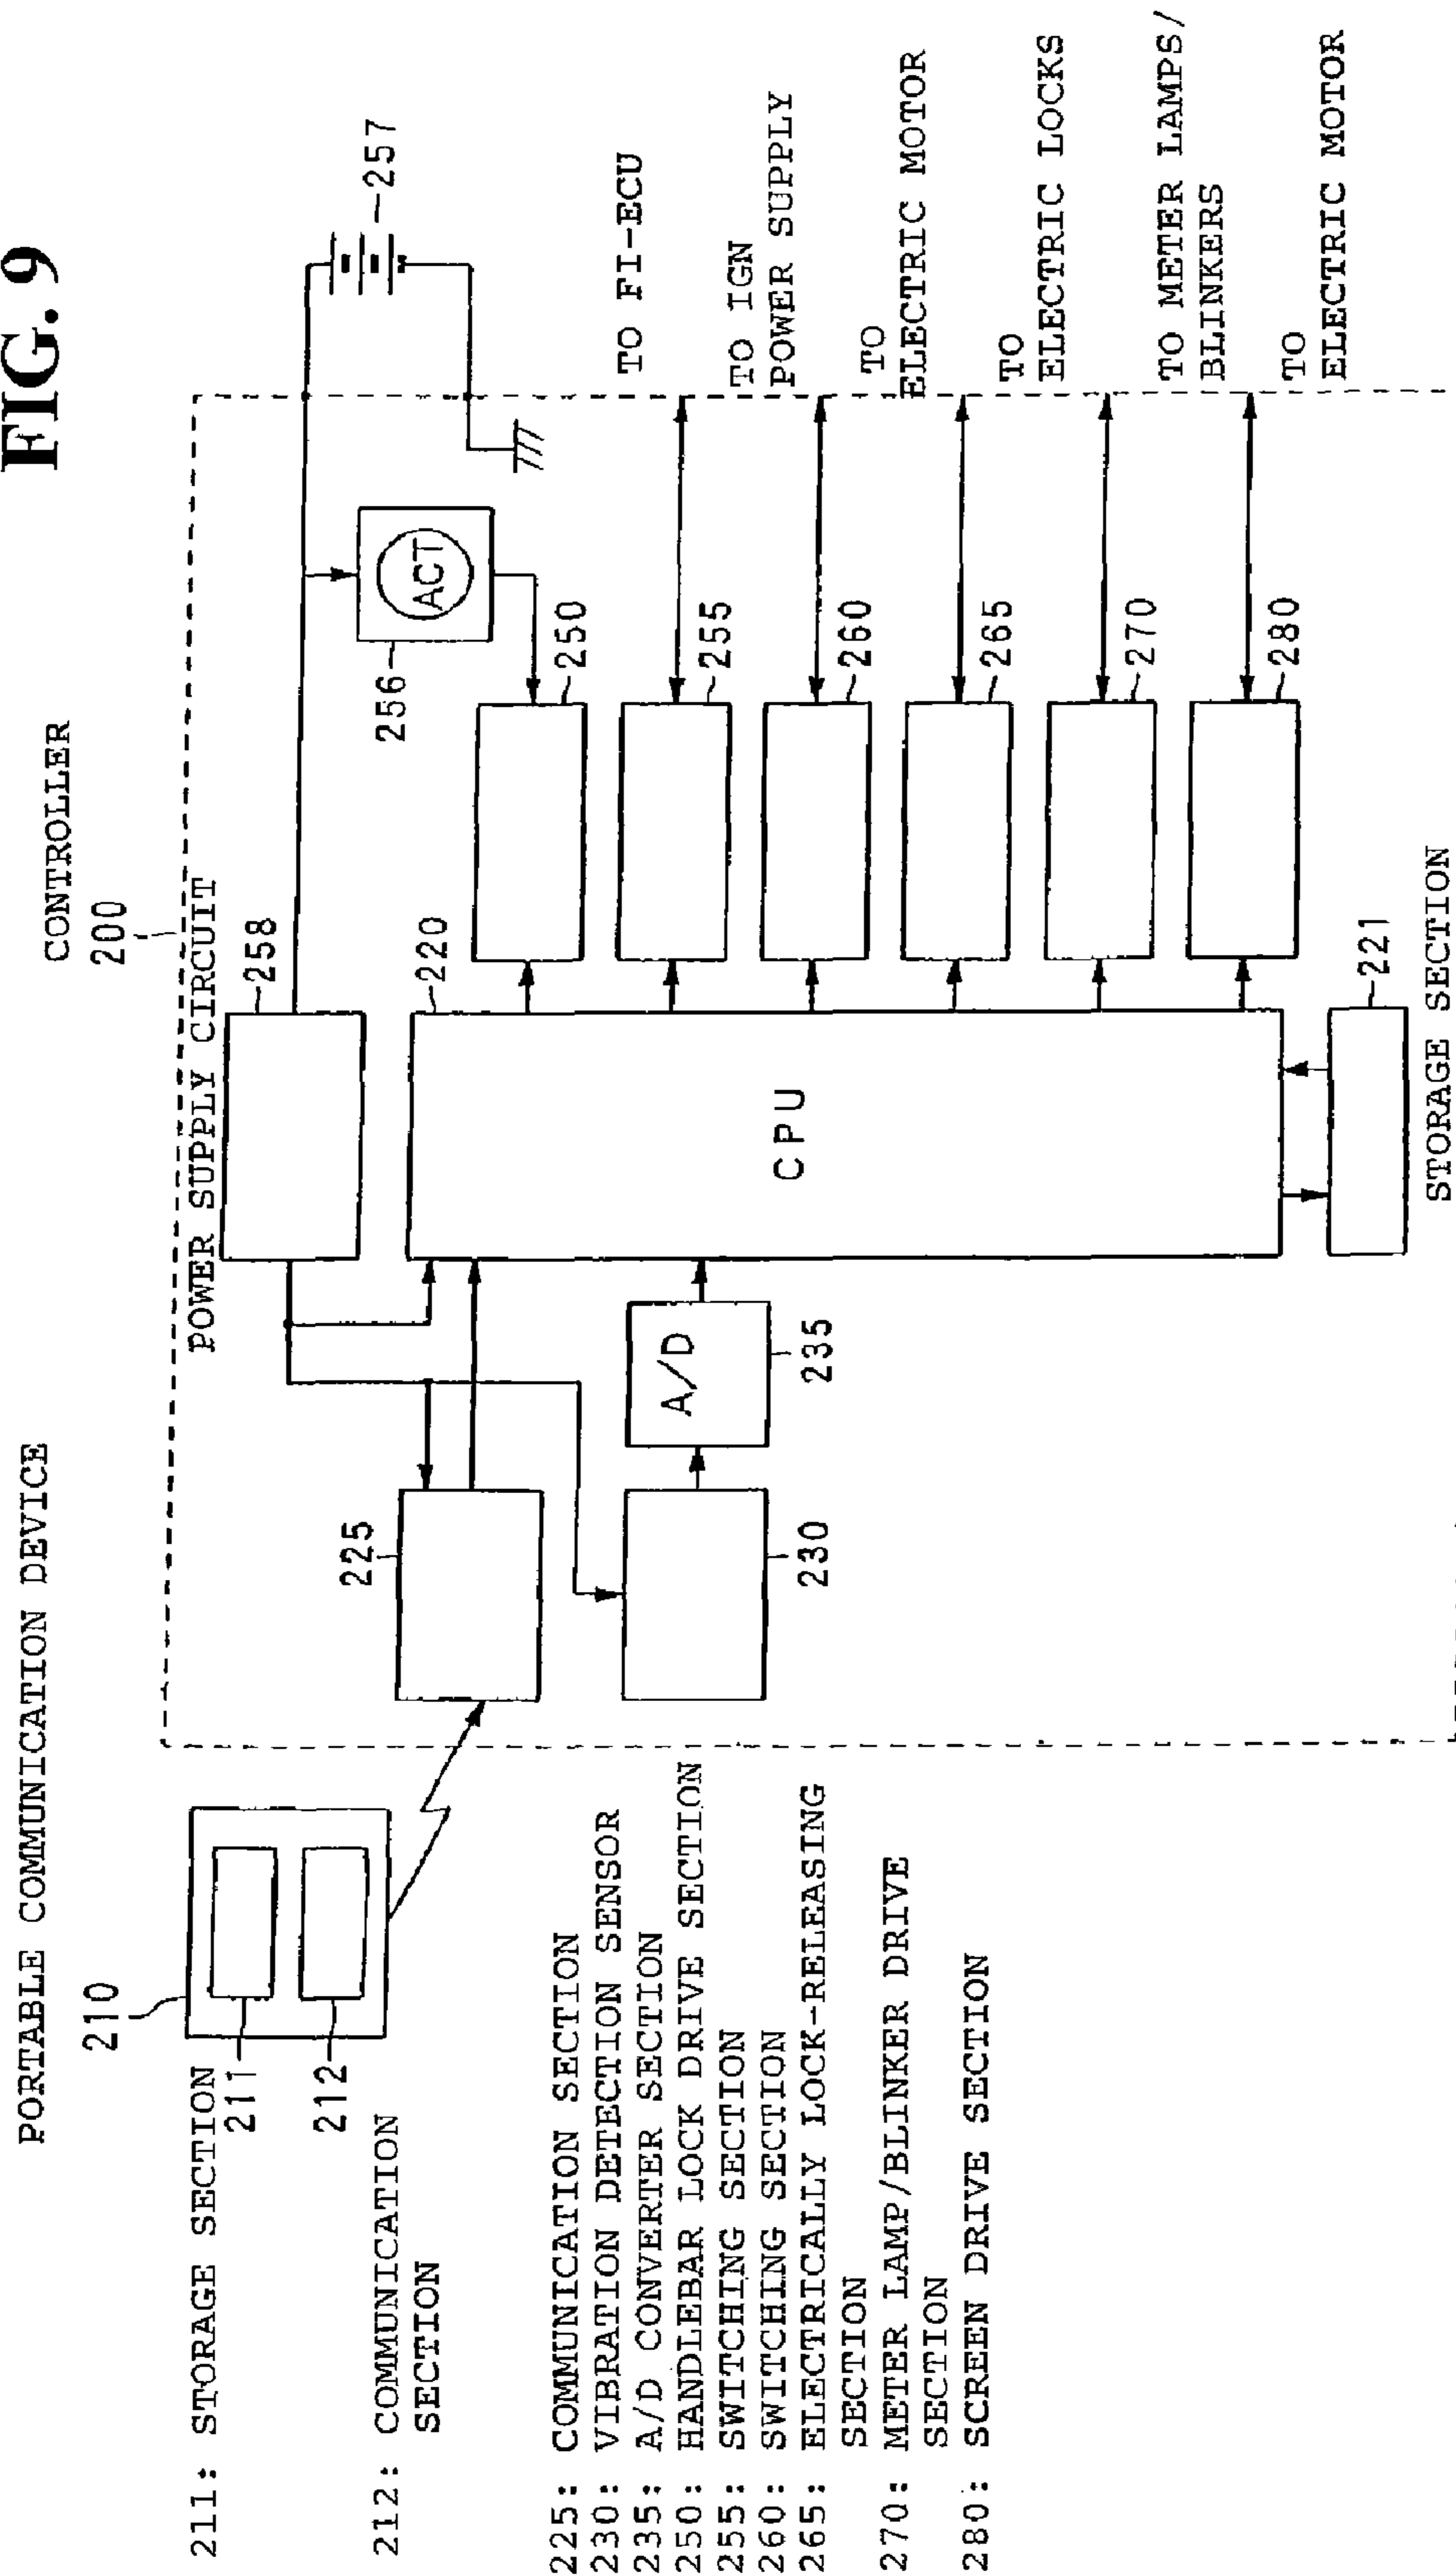 FIG. 9
PORTABLE COMMUNICATION DEVICE
210
211
212
211: STORAGE SECTION
212: COMMUNICATION
SECTION
CONTROLLER
200
POWER SUPPLY CIRCUIT
258
220
CPU
225
230
A/D
235
221
STORAGE SECTION
257
256
ACT
250
255
260
265
270
280
TO FI-ECU
TO IGN
POWER SUPPLY
TO
ELECTRIC MOTOR
TO
ELECTRIC LOCKS
TO METER LAMPS/
BLINKERS
TO
ELECTRIC MOTOR
225: COMMUNICATION SECTION
230: VIBRATION DETECTION SENSOR
235: A/D CONVERTER SECTION
250: HANDLEBAR LOCK DRIVE SECTION
255: SWITCHING SECTION
260: SWITCHING SECTION
265: ELECTRICALLY LOCK-RELEASING
SECTION
270: METER LAMP/BLINKER DRIVE
SECTION
280: SCREEN DRIVE SECTION